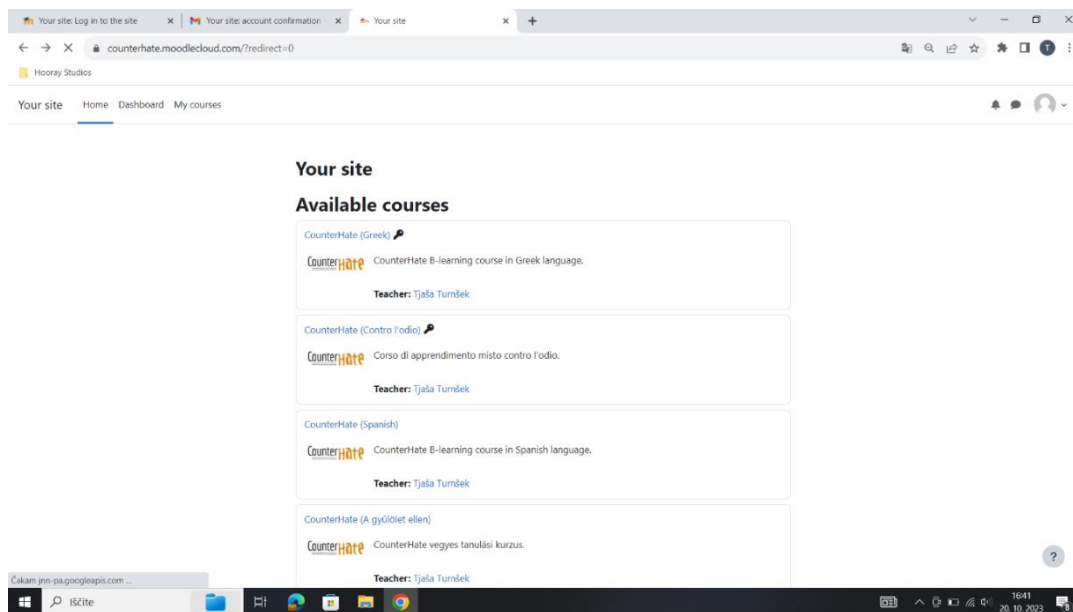 Your site: Log in to the site
Your site: account confirmation
Your site
counterhate.moodlecloud.com/?redirect=0
T
Hooray Studios
Your site Home Dashboard My courses
Your site
Available courses
CounterHate (Greek)
CounterHate CounterHate B-learning course in Greek language.
Teacher: Tjaša Turnšek
CounterHate (Contro l'odio)
CounterHate Corso di apprendimento misto contro l'odio.
Teacher: Tjaša Turnšek
CounterHate (Spanish)
CounterHate CounterHate B-learning course in Spanish language.
Teacher: Tjaša Turnšek
CounterHate (A gyűlölet ellen)
CounterHate CounterHate vegyes tanulási kurzus.
Teacher: Tjaša Turnšek
?
Čakam jnn-pa.googleapis.com ...
Iščite
16:41
20. 10. 2023